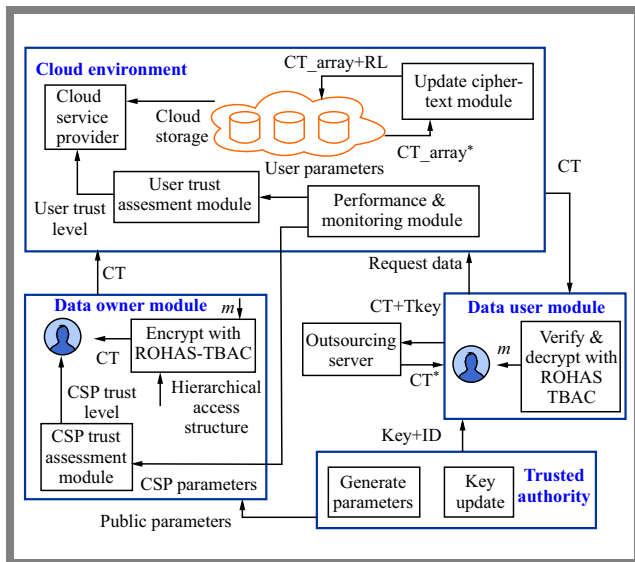 Cloud environment
CT_array+RL
Update cipher-
text module
Cloud
service
provider
Cloud
storage
CT_array*
User parameters
CT
User trust
assesment module
Performance &
monitoring module
User trust
level
CT
Request data
Data owner module
m
Encrypt with
ROHAS-TBAC
CT
Hierarchical
access
structure
CSP trust
level
CSP trust
assessment
module
CSP parameters
CT+Tkey
Outsourcing
server
CT*
Data user module
m
Verify &
decrypt with
ROHAS
TBAC
Key+ID
Public parameters
Generate
parameters
Key
update
Trusted
authority